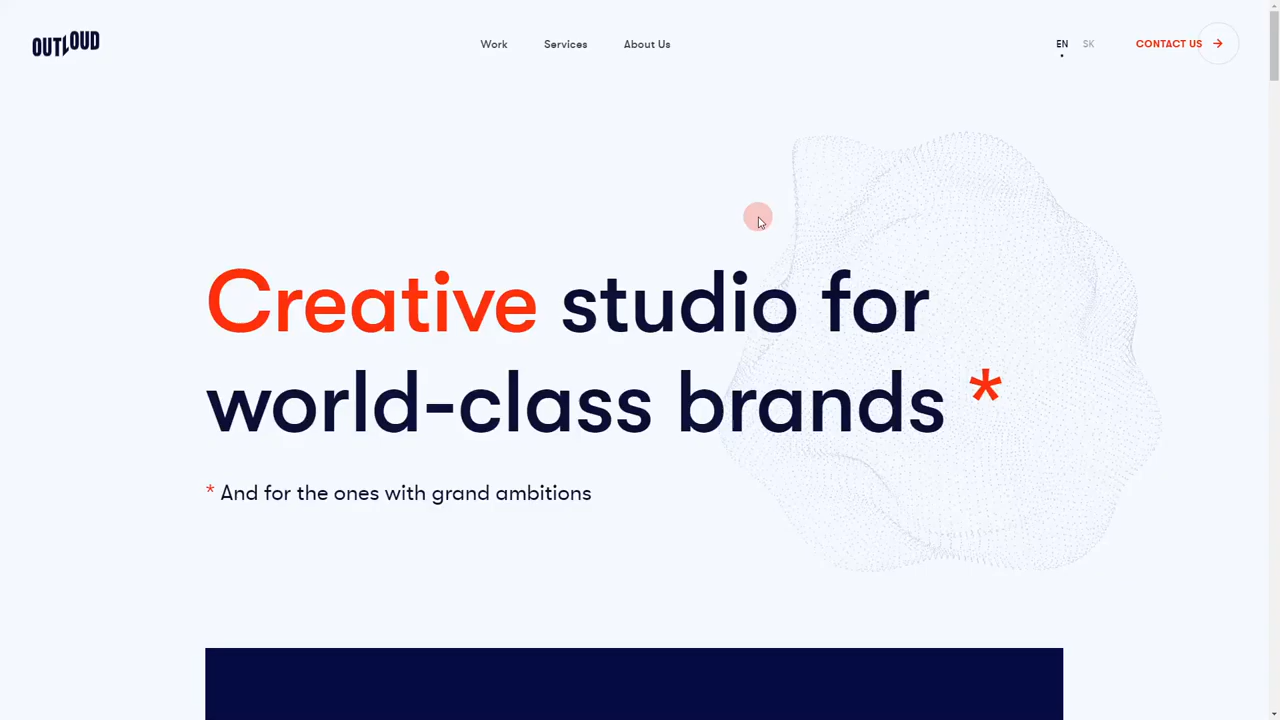 OUTLOUD
Work Services About Us
EN SK
CONTACT US
Creative studio for
world-class brands *
* And for the ones with grand ambitions